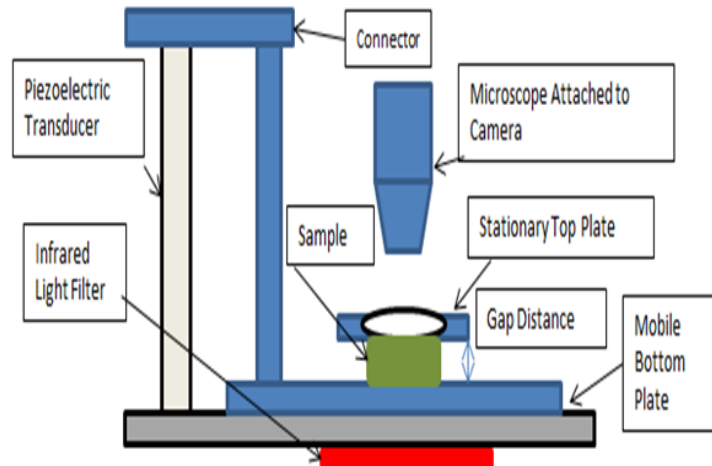 Connector
Piezoelectric
Transducer
Microscope Attached to
Camera
Infrared
Light Filter
Sample
Stationary Top Plate
Gap Distance
Mobile
Bottom
Plate